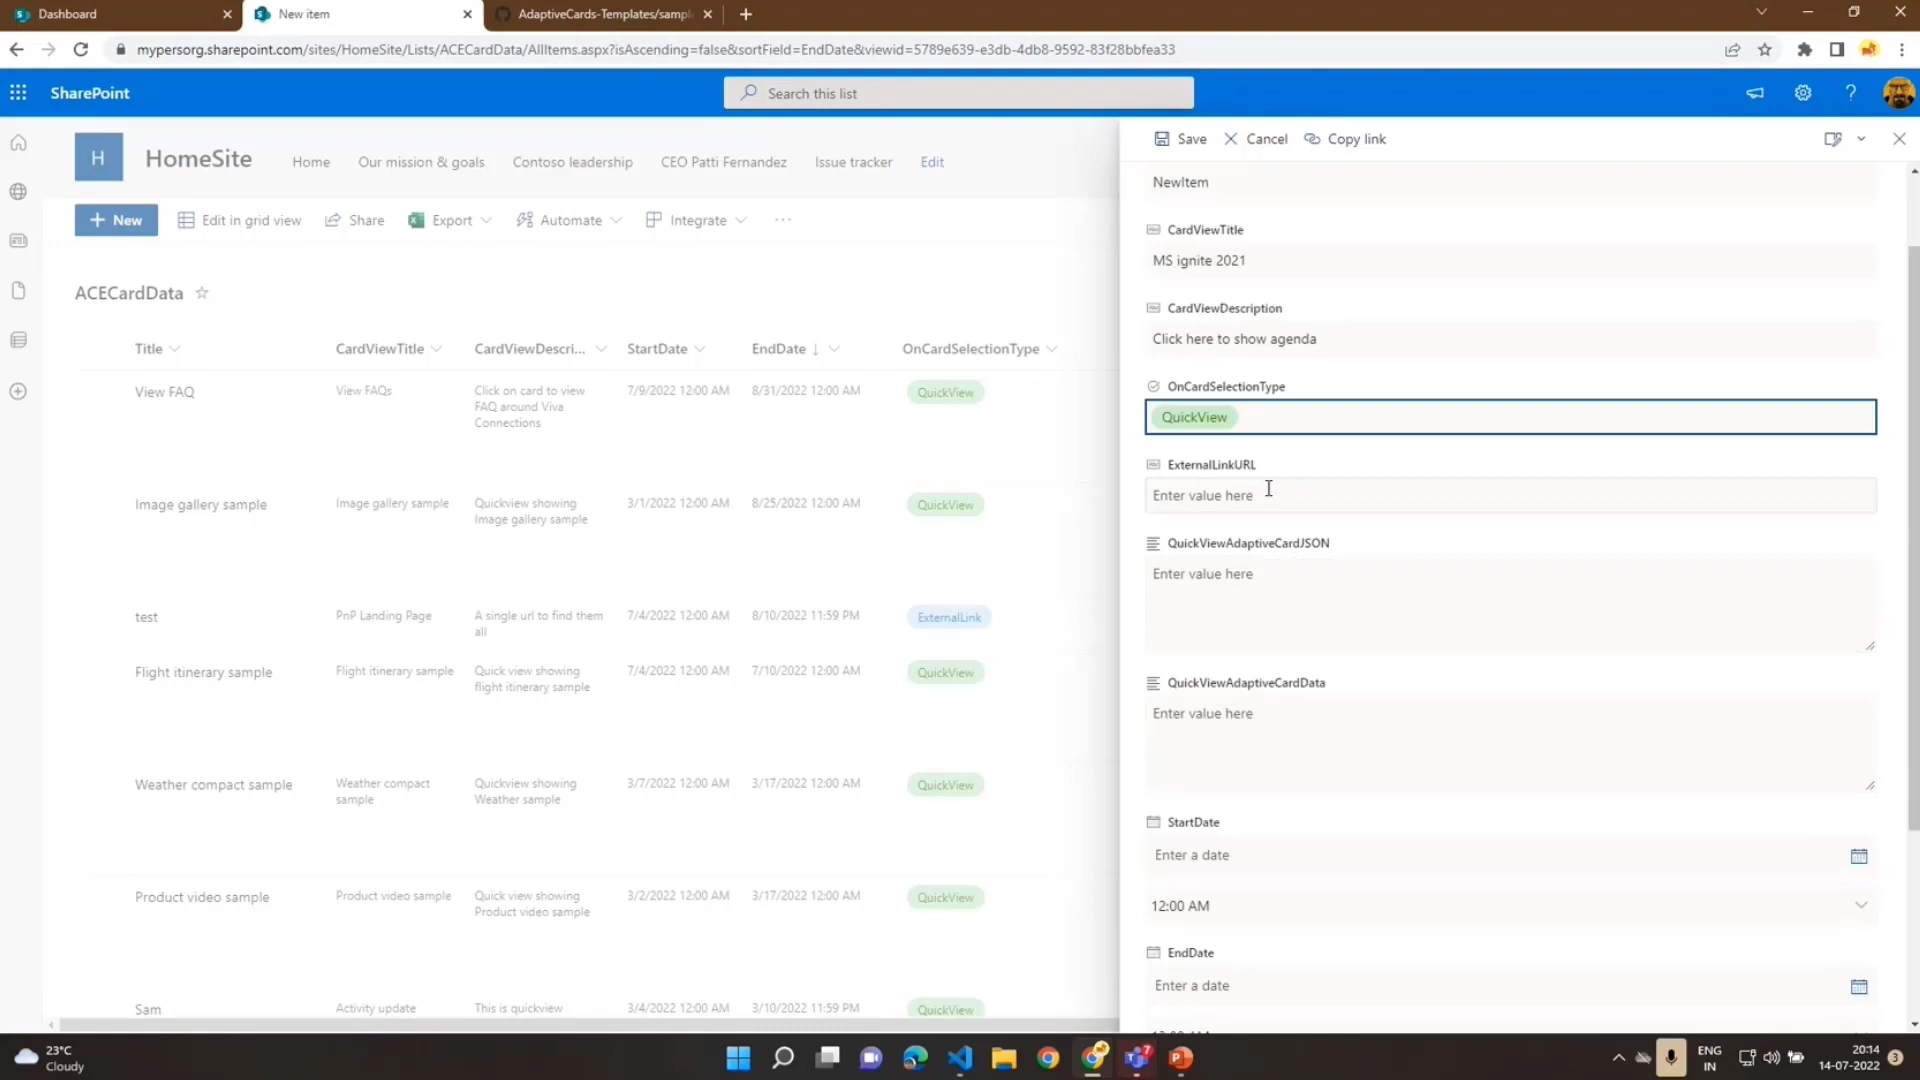 Dashboard
New item
AdaptiveCards-Templates/sampl
mypersorg.sharepoint.com/sites/HomeSite/Lists/ACECardData/AllItems.aspx?isAscending=false&sortField=EndDate&viewid=5789e639-e3db-4db8-9592-83f28bbfea33
SharePoint
Search this list
H
HomeSite
Home
Our mission & goals
Contoso leadership
CEO Patti Fernandez
Issue tracker
Edit
New
Edit in grid view
Share
Export
Automate
Integrate
ACECardData
Title
CardViewTitle
CardViewDescri...
StartDate
EndDate ↓
OnCardSelectionType
View FAQ
View FAQs
Click on card to view
FAQ around Viva
Connections
7/9/2022 12:00 AM
8/31/2022 12:00 AM
QuickView
Image gallery sample
Image gallery sample
Quickview showing
Image gallery sample
3/1/2022 12:00 AM
8/25/2022 12:00 AM
QuickView
test
PnP Landing Page
A single url to find them
all
7/4/2022 12:00 AM
8/10/2022 11:59 PM
ExternalLink
Flight itinerary sample
Flight itinerary sample
Quick view showing
flight itinerary sample
7/4/2022 12:00 AM
7/10/2022 12:00 AM
QuickView
Weather compact sample
Weather compact
sample
Quickview showing
Weather sample
3/7/2022 12:00 AM
3/17/2022 12:00 AM
QuickView
Product video sample
Product video sample
Quick view showing
Product video sample
3/2/2022 12:00 AM
3/17/2022 12:00 AM
QuickView
Sam
Activity update
This is quickview
3/4/2022 12:00 AM
3/10/2022 11:59 PM
QuickView
Save
Cancel
Copy link
NewItem
CardViewTitle
MS ignite 2021
CardViewDescription
Click here to show agenda
OnCardSelectionType
QuickView
ExternalLinkURL
Enter value here
QuickViewAdaptiveCardJSON
Enter value here
QuickViewAdaptiveCardData
Enter value here
StartDate
Enter a date
12:00 AM
EndDate
Enter a date
23°C
Cloudy
7
ENG
IN
20:14
14-07-2022
3